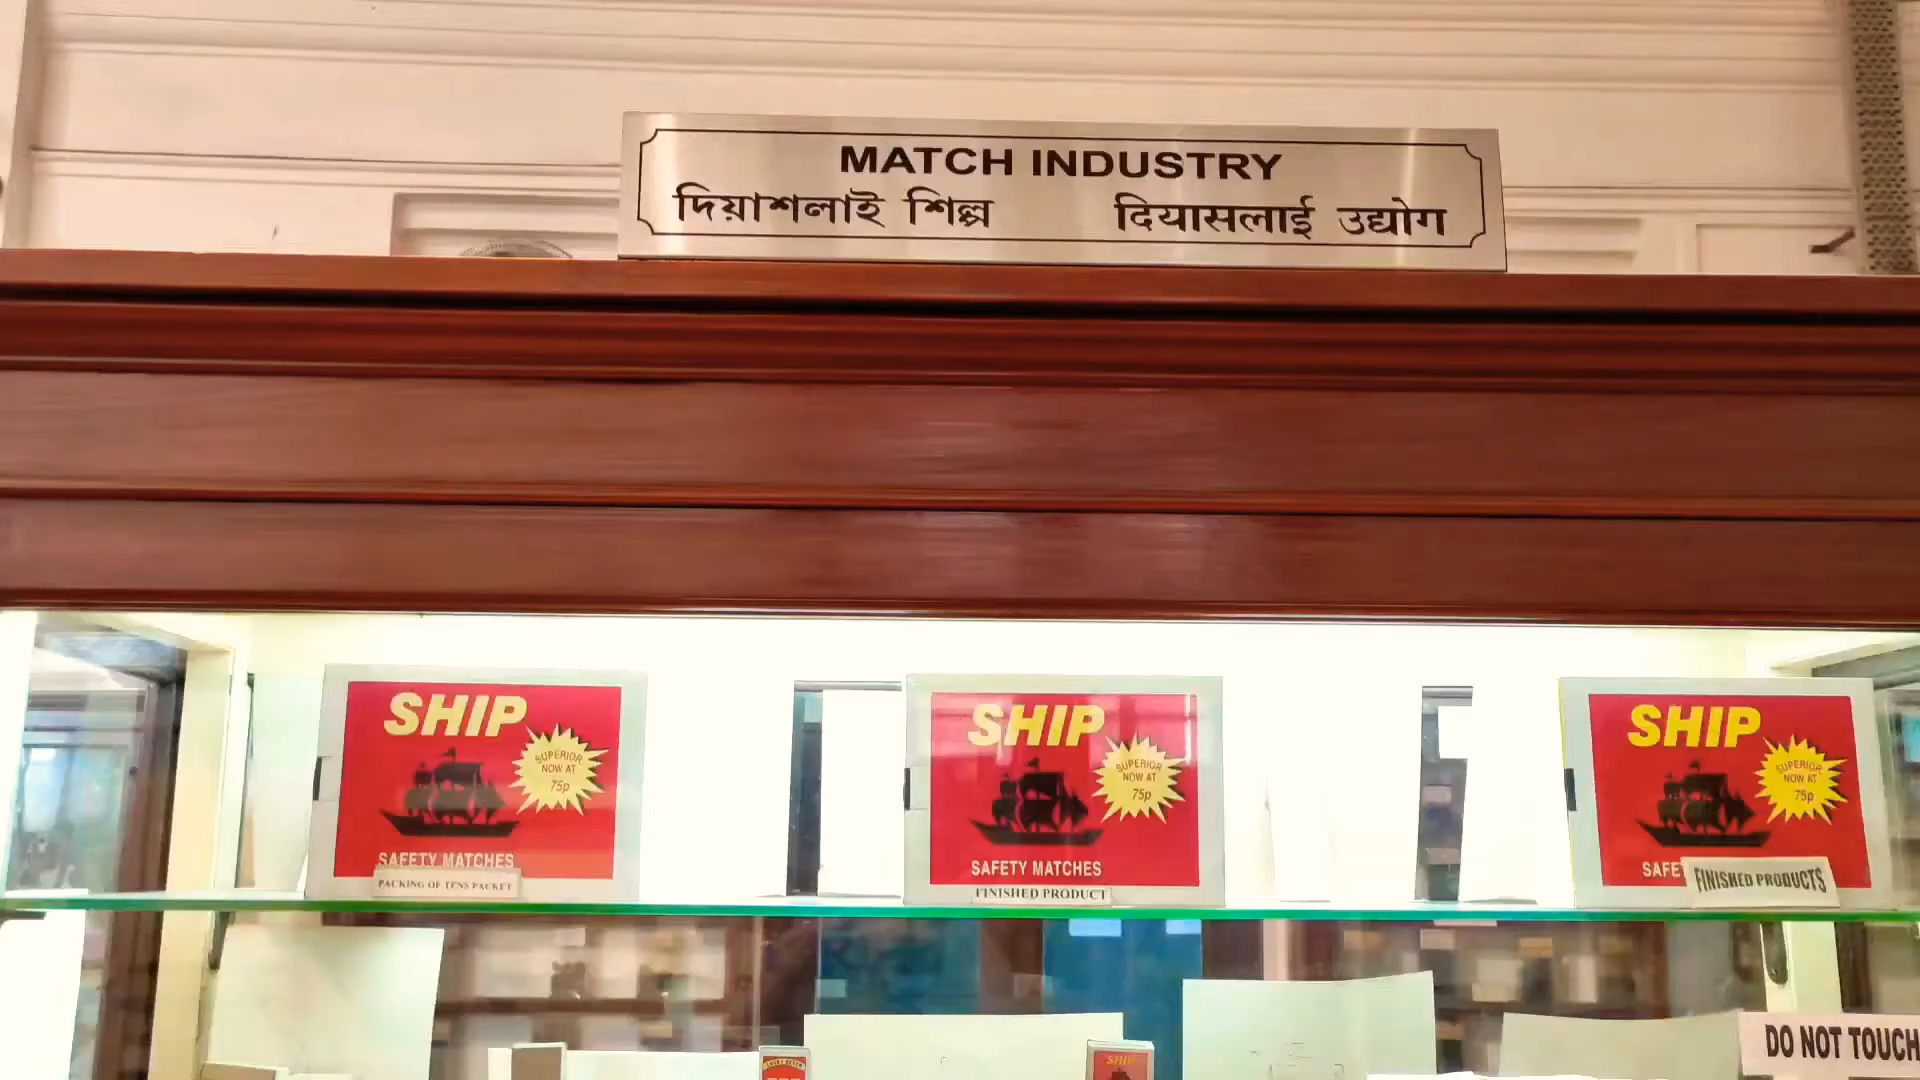 MATCH INDUSTRY
দিয়াশলাই শিল্প
दियासलाई उद्योग
SHIP
SUPERIOR
NOW AT
75p
SAFETY MATCHES
PACKING OF TENS PACKET
SHIP
SUPERIOR
NOW AT
75p
SAFETY MATCHES
FINISHED PRODUCT
SHIP
SUPERIOR
NOW AT
75p
SAFE
FINISHED PRODUCTS
SHIP
DO NOT TOUCH